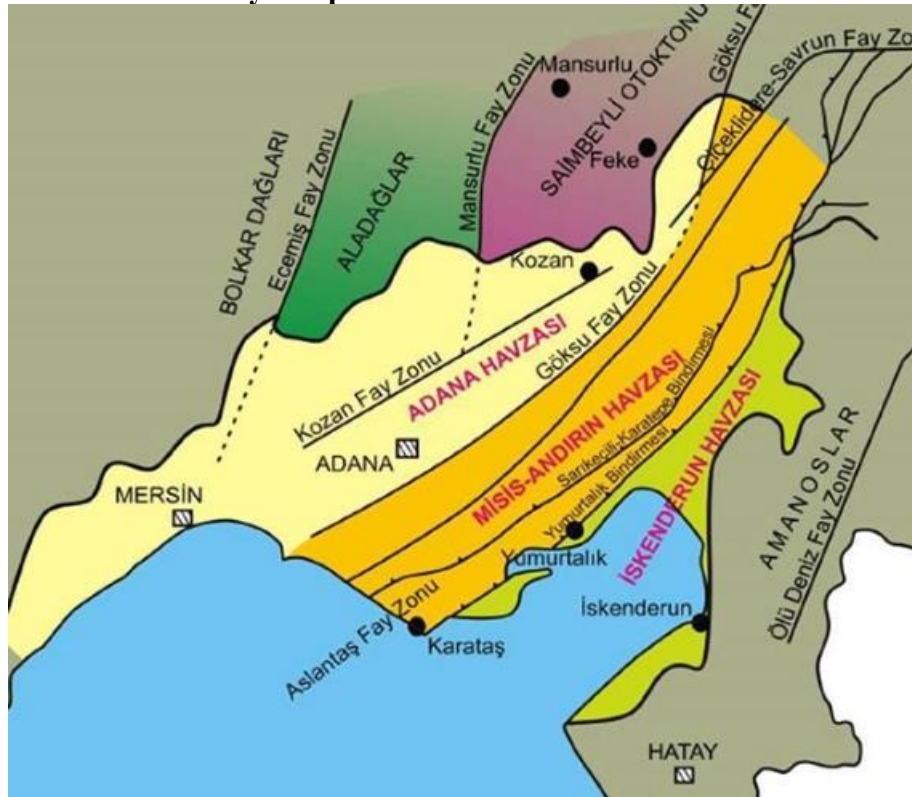 Mansurlu
SAİMBEYLİ OTOKTONU
Göksu Fa
Çiçeklidere-Savrun Fay Zo
Feke
Mansurlu Fay Zonu
ALADAĞLAR
Ecemiş Fay Zonu
BOLKAR DAĞLARI
Kozan
Kozan Fay Zonu
ADANA HAVZASI
Göksu Fay Zonu
ADANA
MERSİN
MİSİS-ANDIRIN HAVZASI
Sarıkeçili-Karatepe Bindirmesi
Yumurtalık Bindirmesi
İSKENDERUN HAVZASI
Yumurtalık
AMANOSLAR
Ölü Deniz Fay Zonu
İskenderun
Aslantaş Fay Zonu
Karataş
HATAY